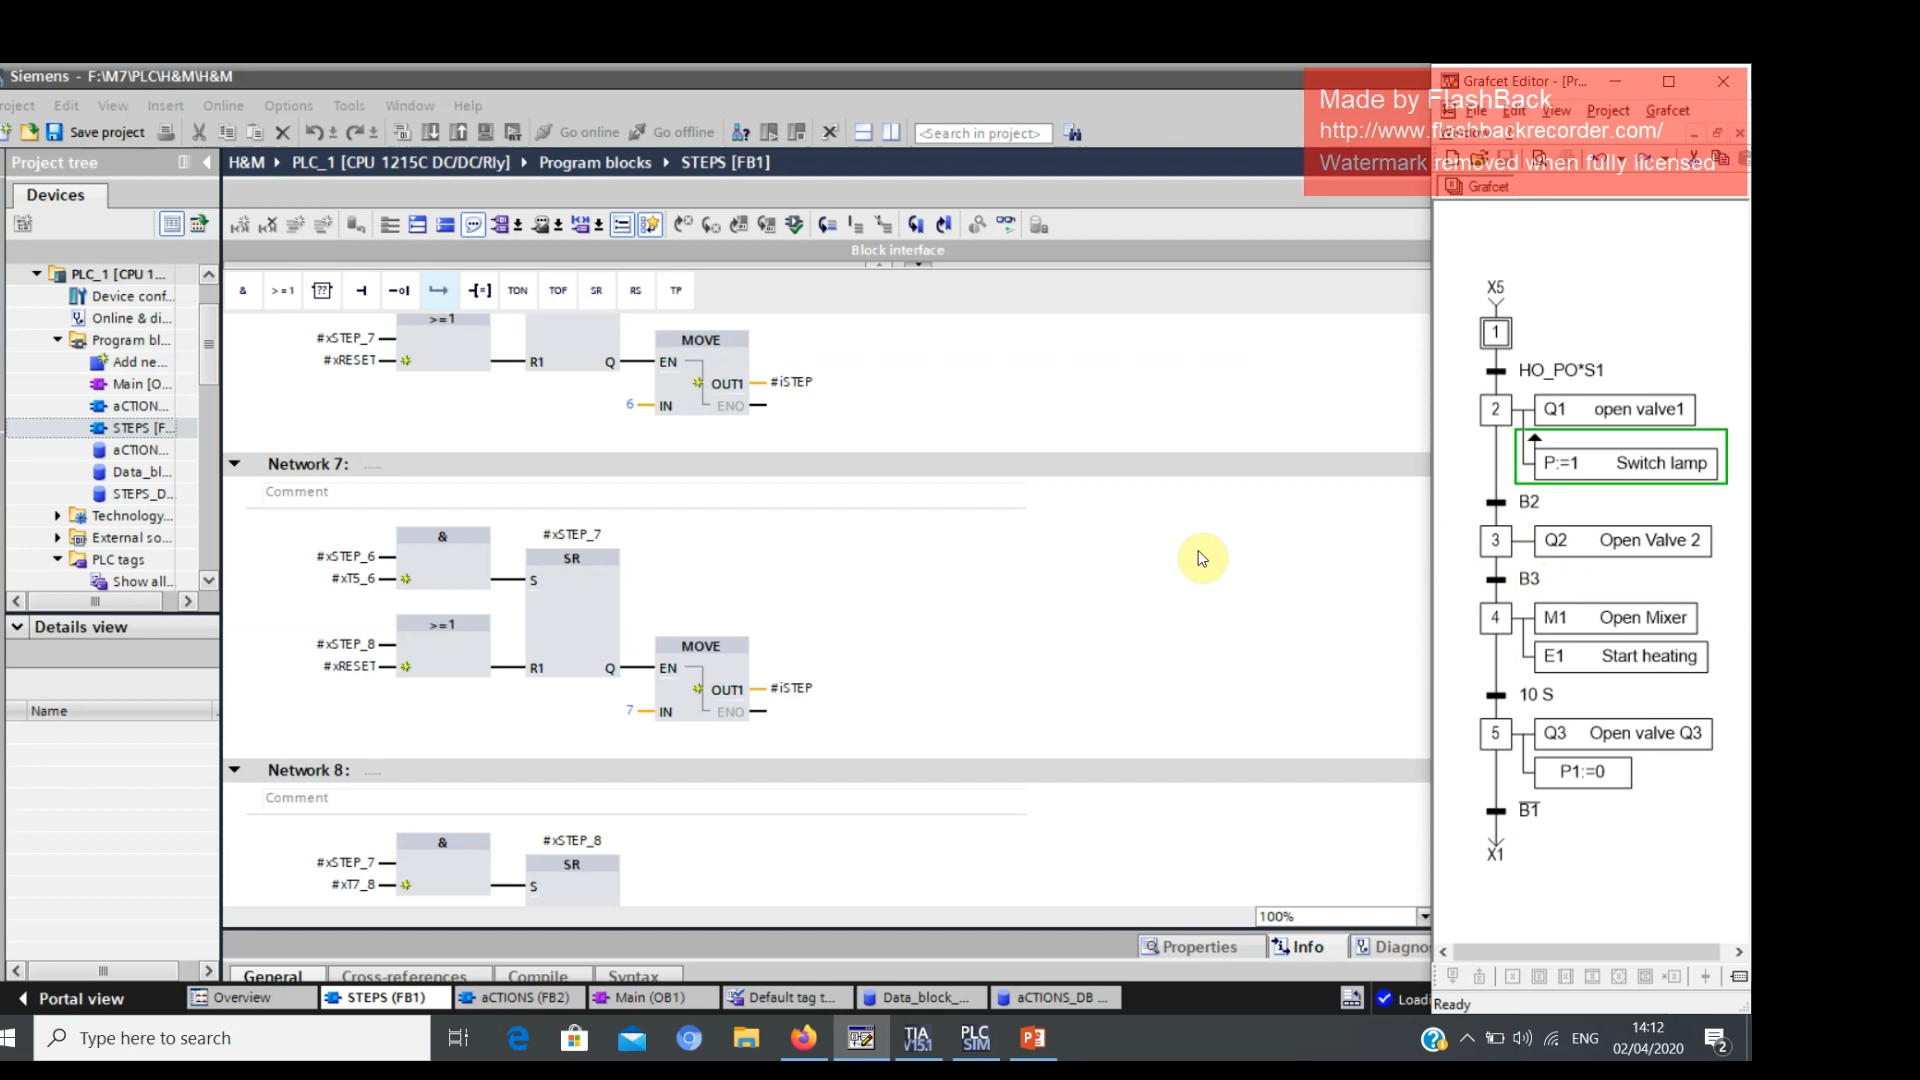 Siemens - F:\M7\PLC\H&M\H&M
Grafcet Editor - [Pr...
Made by FlashBack
http://www.flashbackrecorder.com/
Watermark removed when fully licensed
roject Edit View Insert Online Options Tools Window Help
File Edit View Project Grafcet
Save project
Go online
Go offline
<Search in project>
Grafcet
Project tree
H&M
PLC_1 [CPU 1215C DC/DC/Rly]
Program blocks
STEPS [FB1]
Devices
Block interface
& >=1 ?? TON TOF SR RS TP
PLC_1 [CPU 1...
Device conf...
Online & di...
Program bl...
Add ne...
Main [O...
aCTION...
STEPS [F...
aCTION...
Data_bl...
STEPS_D...
Technology...
External so...
PLC tags
Show all...
Details view
Name
>=1
#xSTEP_7
#xRESET
R1 Q
MOVE
EN
OUT1
#iSTEP
6
IN
ENO
Network 7: .....
Comment
&
#xSTEP_7
SR
#xSTEP_6
#xT5_6
S
>=1
#xSTEP_8
#xRESET
R1 Q
MOVE
EN
OUT1
#iSTEP
7
IN
ENO
Network 8: .....
Comment
&
#xSTEP_8
SR
#xSTEP_7
#xT7_8
S
100%
Properties
Info
Diagno
General
Cross-references
Compile
Syntax
X5
1
HO_PO*S1
2
Q1 open valve1
P:=1 Switch lamp
B2
3
Q2 Open Valve 2
B3
4
M1 Open Mixer
E1 Start heating
10 S
5
Q3 Open valve Q3
P1:=0
B1
X1
Portal view
Overview
STEPS (FB1)
aCTIONS (FB2)
Main (OB1)
Default tag t...
Data_block_...
aCTIONS_DB ...
Loadi
Ready
Type here to search
TIA
V15.1
PLC
SIM
ENG
14:12
02/04/2020
2